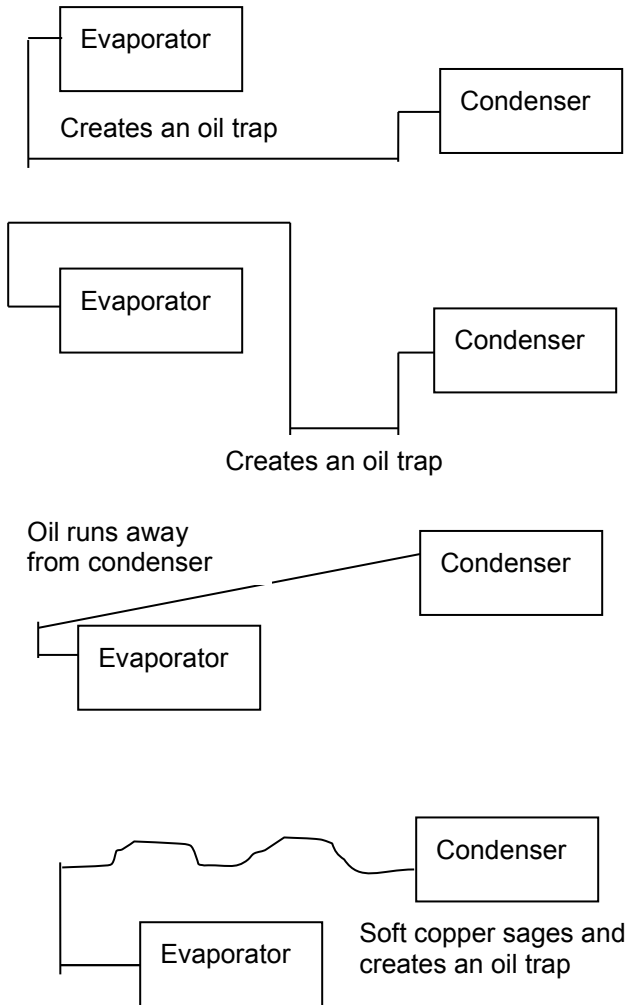 Evaporator
Condenser
Creates an oil trap
Evaporator
Condenser
Creates an oil trap
Oil runs away
from condenser
Condenser
Evaporator
Condenser
Soft copper sages and
creates an oil trap
Evaporator